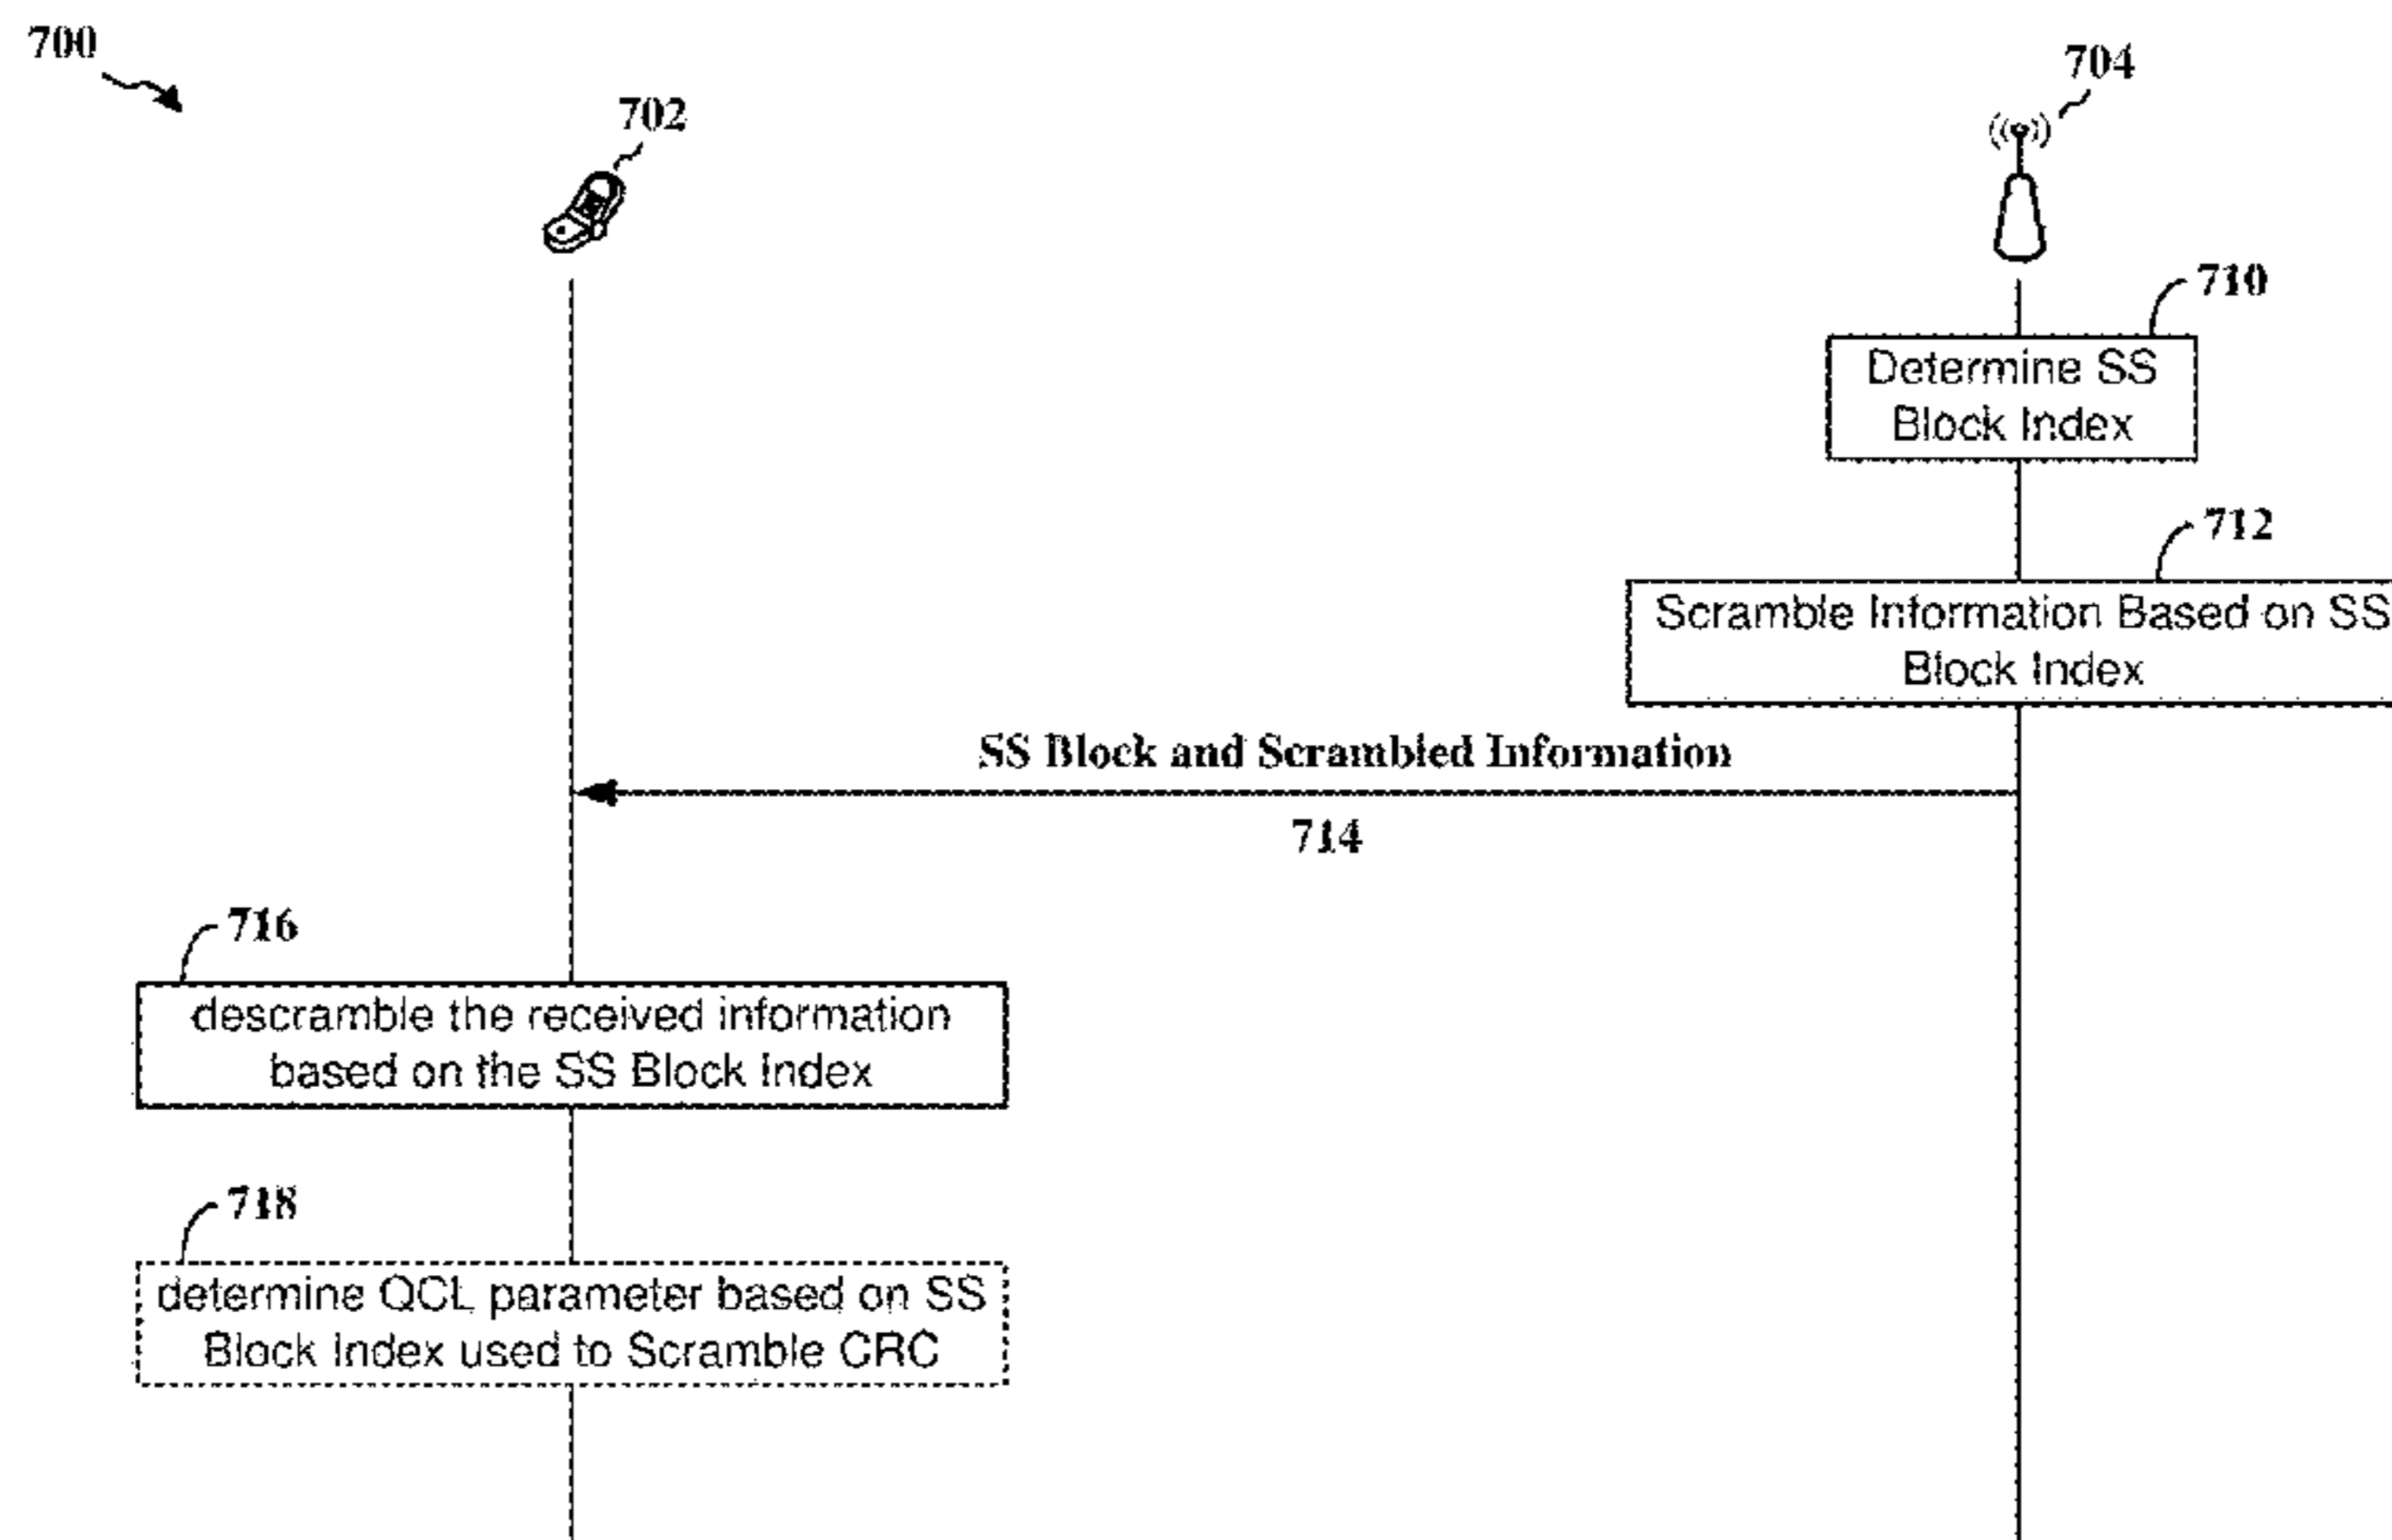 700
704
702
710
Determine SS
Block Index
712
Scramble Information Based on SS
Block Index
SS Block and Scrambled Information
714
716
descramble the received information
based on the SS Block Index
718
determine QCL parameter based on SS
Block Index used to Scramble CRC